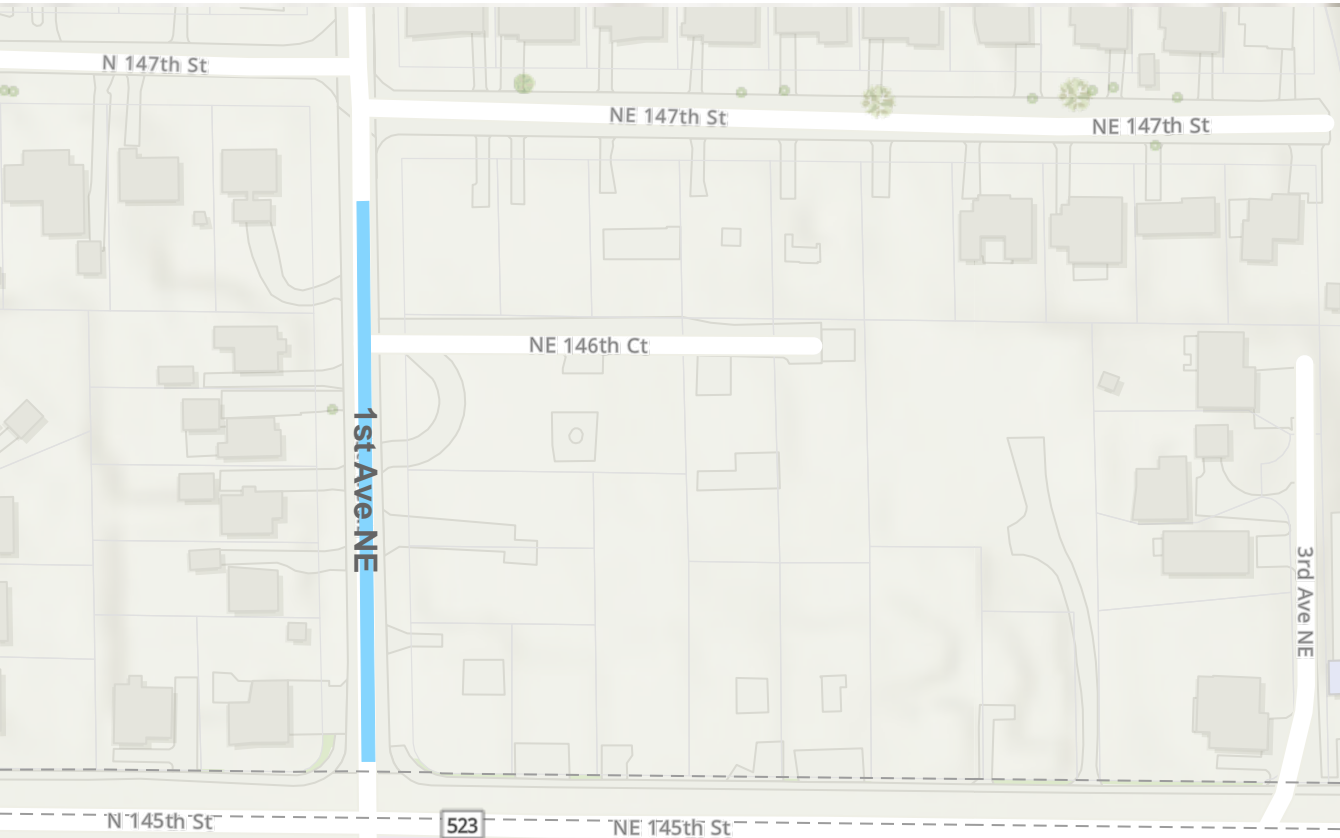 N 147th St
NE 147th St
NE 147th St
NE 146th Ct
1st Ave NE
3rd Ave NE
N 145th St
523
NE 145th St